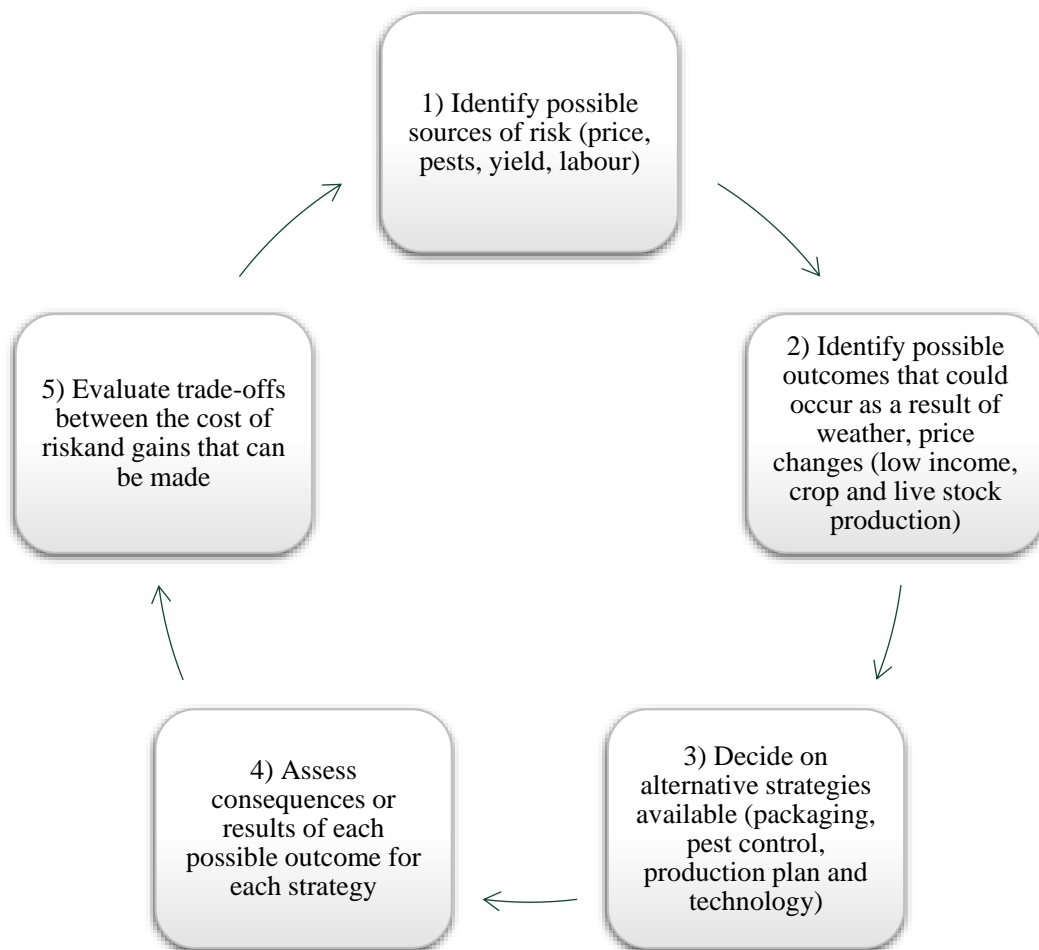 1) Identify possible
sources of risk (price,
pests, yield, labour)
2) Identify possible
outcomes that could
occur as a result of
weather, price
changes (low income,
crop and live stock
production)
3) Decide on
alternative strategies
available (packaging,
pest control,
production plan and
technology)
4) Assess
consequences or
results of each
possible outcome for
each strategy
5) Evaluate trade-offs
between the cost of
riskand gains that can
be made